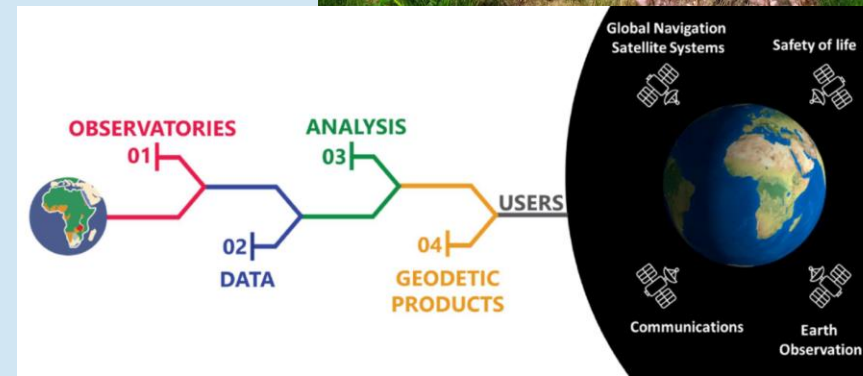 OBSERVATORIES
01
02
DATA
ANALYSIS
03
04
GEODETIC
PRODUCTS
USERS
Global Navigation
Satellite Systems
Safety of life
Communications
Earth
Observation